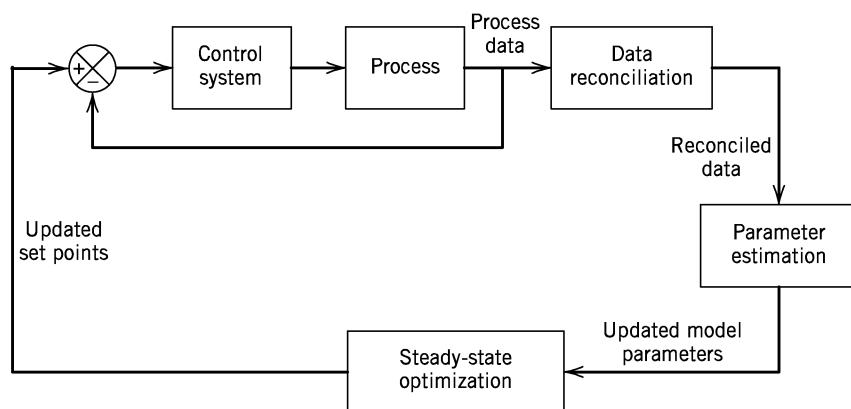 Process
data
Control
system
Process
Data
reconciliation
+
−
Reconciled
data
Updated
set points
Parameter
estimation
Updated model
parameters
Steady-state
optimization